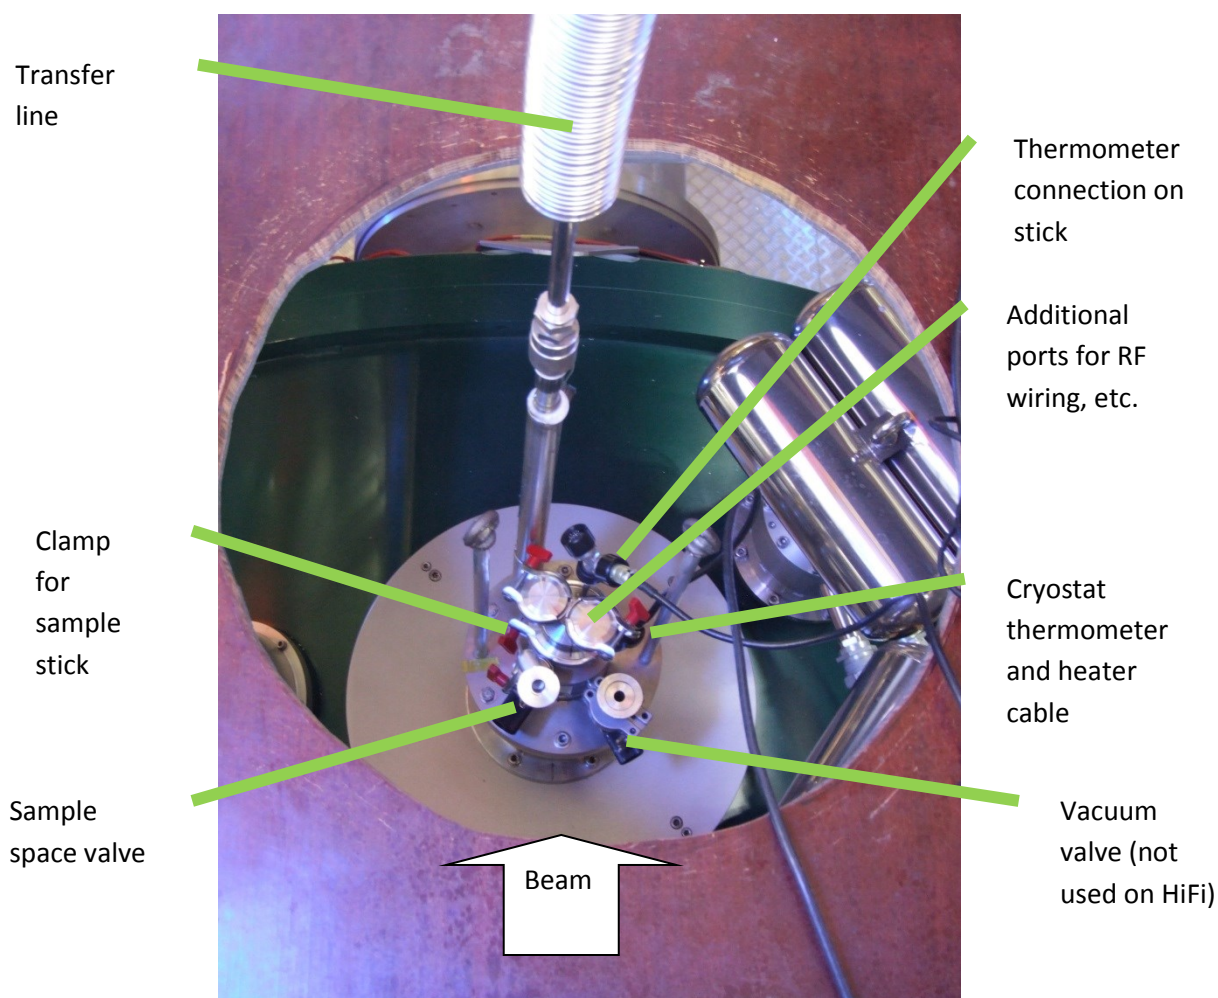 Transfer
line
Thermometer
connection on
stick
Additional
ports for RF
wiring, etc.
Clamp
for
sample
stick
Cryostat
thermometer
and heater
cable
Sample
space valve
Vacuum
valve (not
used on HiFi)
Beam